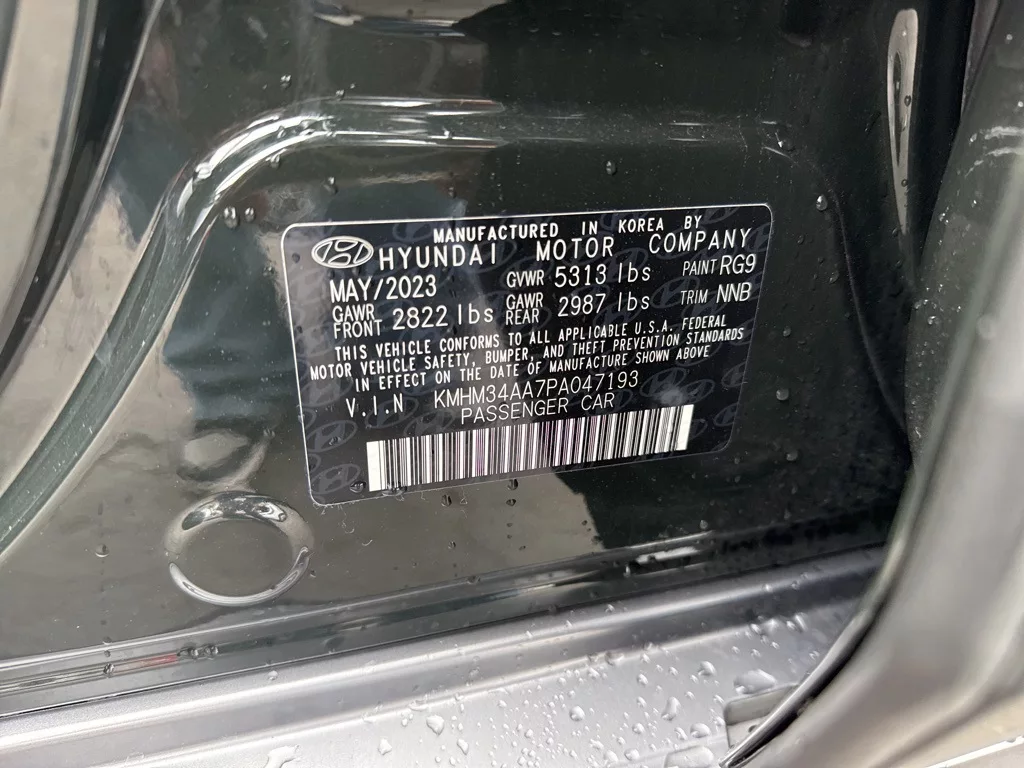 MANUFACTURED IN KOREA BY
HYUNDAI MOTOR COMPANY
MAY/2023 GVWR 5313 lbs PAINT RG9
GAWR FRONT 2822 lbs GAWR REAR 2987 lbs TRIM NNB
THIS VEHICLE CONFORMS TO ALL APPLICABLE U.S.A. FEDERAL
MOTOR VEHICLE SAFETY, BUMPER, AND THEFT PREVENTION STANDARDS
IN EFFECT ON THE DATE OF MANUFACTURE SHOWN ABOVE
V.I.N KMHM34AA7PA047193
PASSENGER CAR